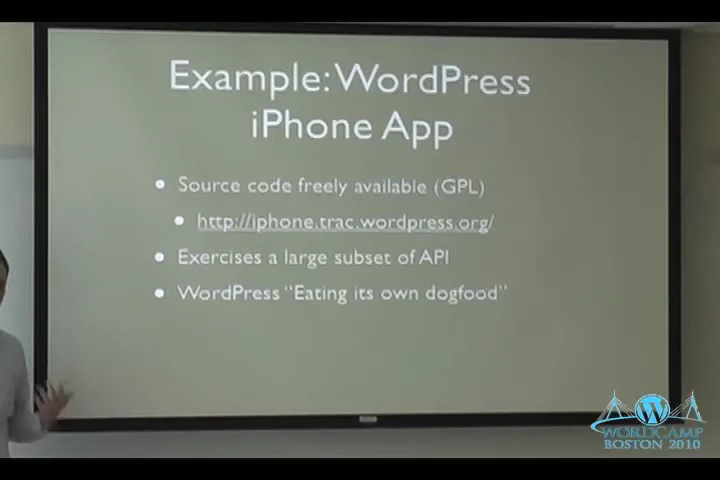 Example: WordPress
iPhone App
Source code freely available (GPL)
http://iphone.trac.wordpress.org/
Exercises a large subset of API
WordPress “Eating its own dogfood”
WORDCAMP
BOSTON 2010